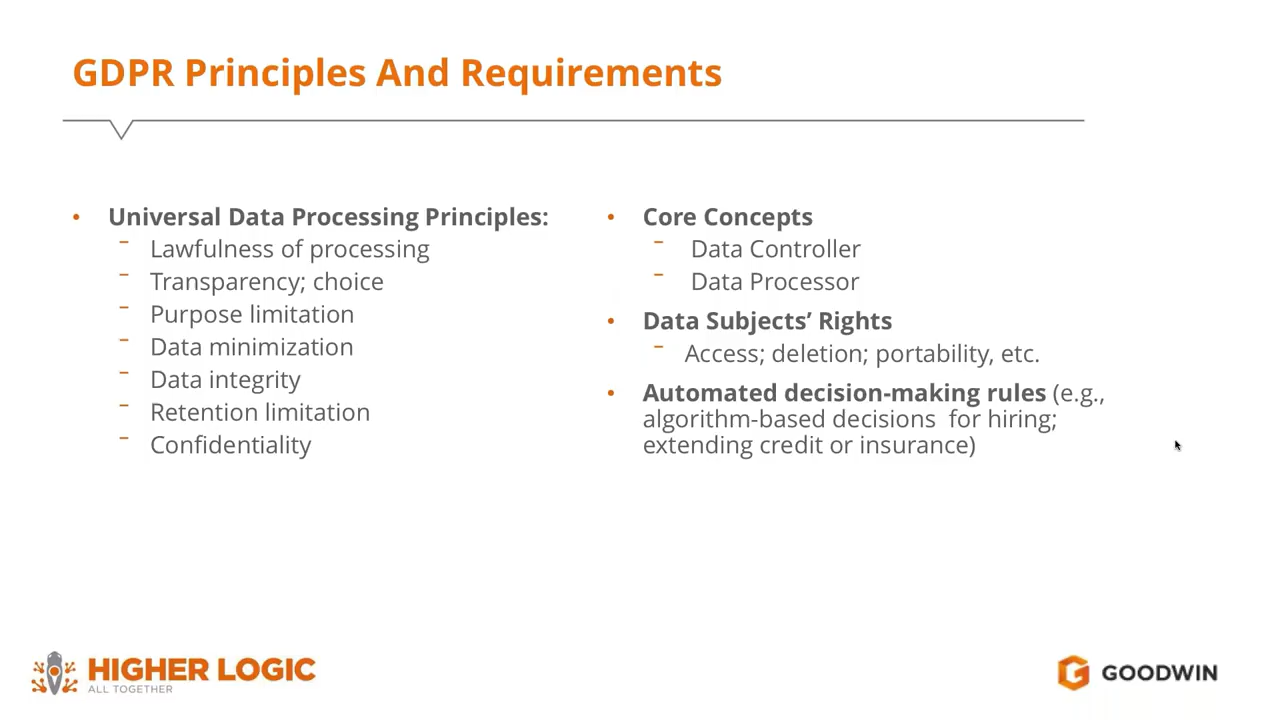 GDPR Principles And Requirements
• Universal Data Processing Principles:
– Lawfulness of processing
– Transparency; choice
– Purpose limitation
– Data minimization
– Data integrity
– Retention limitation
– Confidentiality
• Core Concepts
– Data Controller
– Data Processor
• Data Subjects’ Rights
– Access; deletion; portability, etc.
• Automated decision-making rules (e.g.,
algorithm-based decisions for hiring;
extending credit or insurance)
HIGHER LOGIC
ALL TOGETHER
GOODWIN